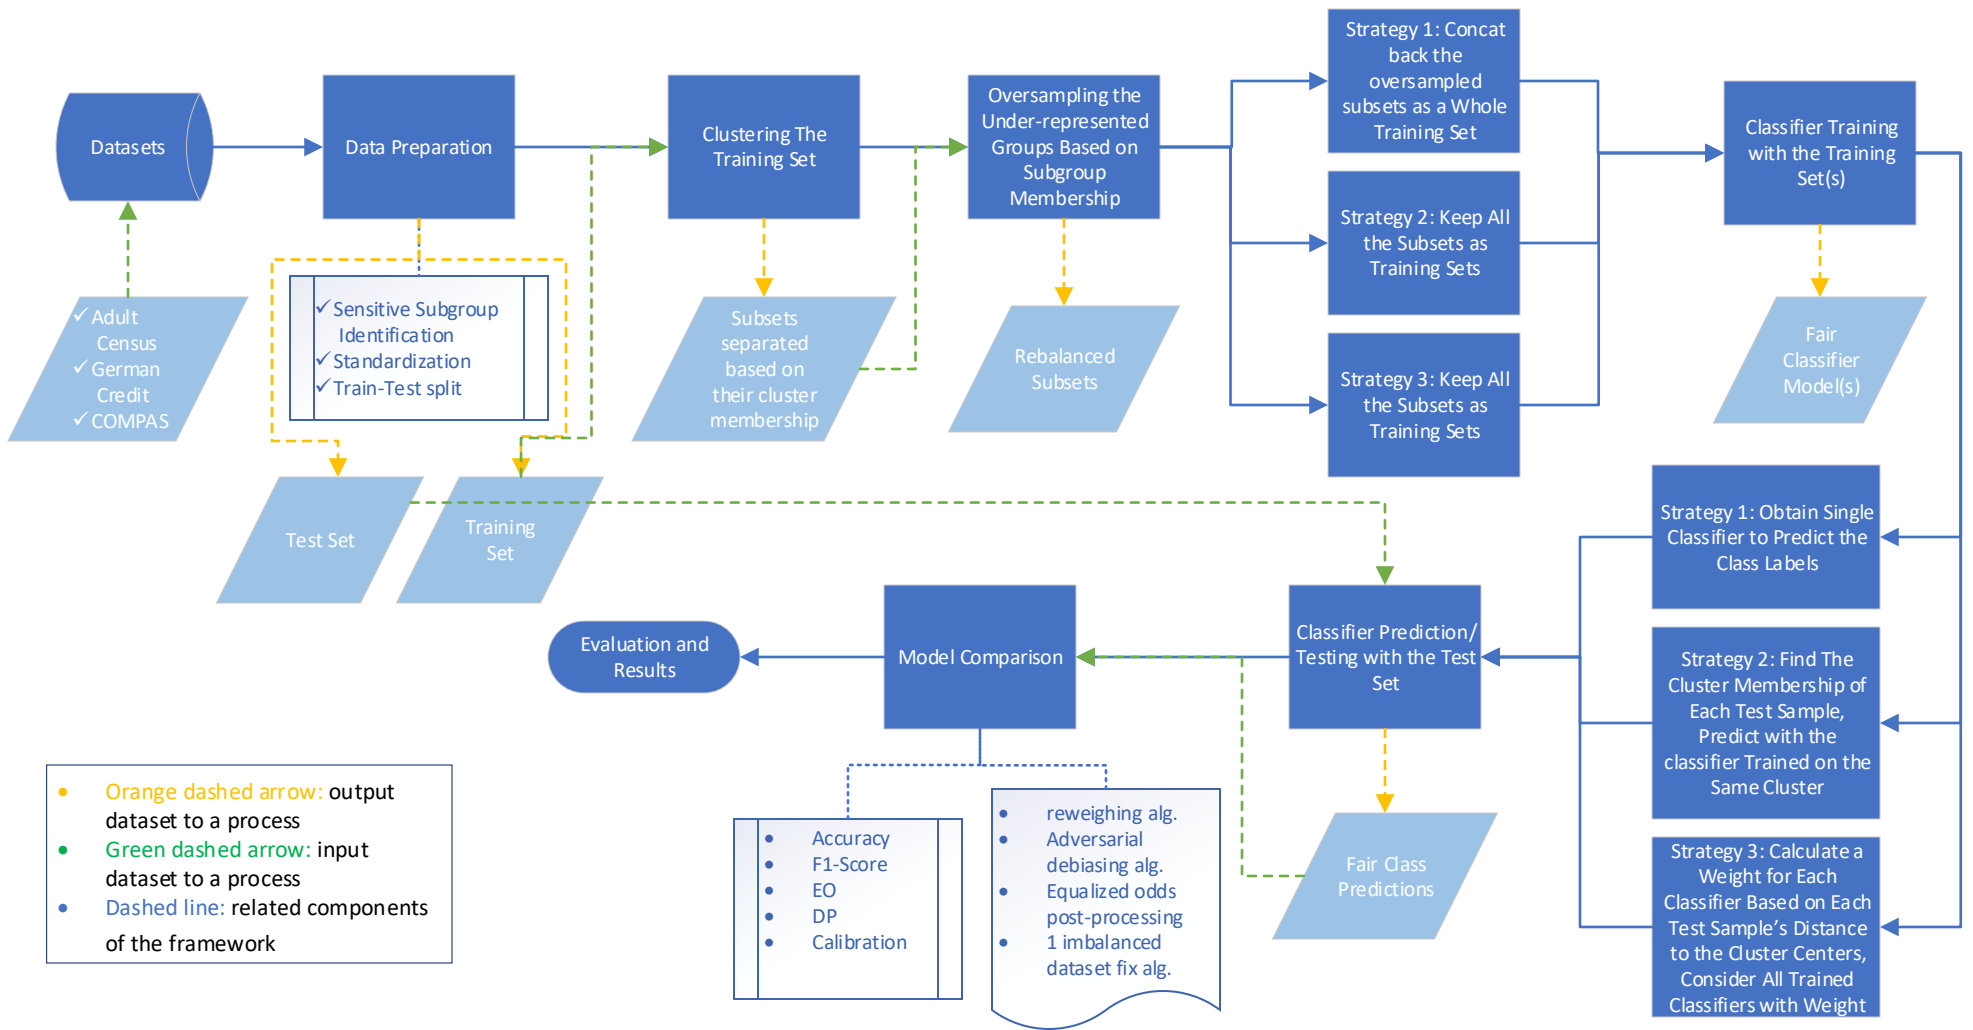 Datasets
Data Preparation
Clustering The
Training Set
Oversampling the
Under-represented
Groups Based on
Subgroup
Membership
Strategy 1: Concat
back the
oversampled
subsets as a Whole
Training Set
Strategy 2: Keep All
the Subsets as
Training Sets
Strategy 3: Keep All
the Subsets as
Training Sets
Classifier Training
with the Training
Set(s)
✓Adult
Census
✓German
Credit
✓COMPAS
✓Sensitive Subgroup
Identification
✓Standardization
✓Train-Test split
Subsets
separated
based on
their cluster
membership
Rebalanced
Subsets
Fair
Classifier
Model(s)
Test Set
Training
Set
Strategy 1: Obtain Single
Classifier to Predict the
Class Labels
Strategy 2: Find The
Cluster Membership of
Each Test Sample,
Predict with the
classifier Trained on the
Same Cluster
Strategy 3: Calculate a
Weight for Each
Classifier Based on Each
Test Sample’s Distance
to the Cluster Centers,
Consider All Trained
Classifiers with Weight
Classifier Prediction/
Testing with the Test
Set
Model Comparison
Evaluation and
Results
Fair Class
Predictions
• Accuracy
• F1-Score
• EO
• DP
• Calibration
• reweighing alg.
• Adversarial
debiasing alg.
• Equalized odds
post-processing
• 1 imbalanced
dataset fix alg.
• Orange dashed arrow: output
dataset to a process
• Green dashed arrow: input
dataset to a process
• Dashed line: related components
of the framework